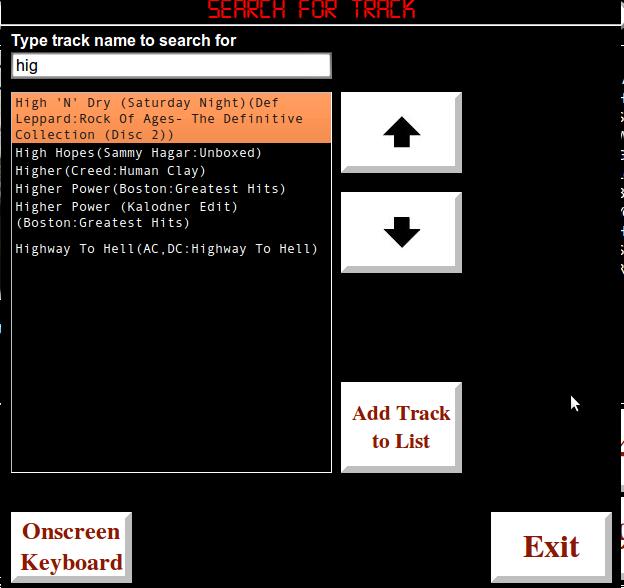 SEARCH FOR TRACK
Type track name to search for
hig
High 'N' Dry (Saturday Night)(Def
Leppard:Rock Of Ages- The Definitive
Collection (Disc 2))
High Hopes(Sammy Hagar:Unboxed)
Higher(Creed:Human Clay)
Higher Power(Boston:Greatest Hits)
Higher Power (Kalodner Edit)
(Boston:Greatest Hits)
Highway To Hell(AC,DC:Highway To Hell)
Add Track
to List
Onscreen
Keyboard
Exit